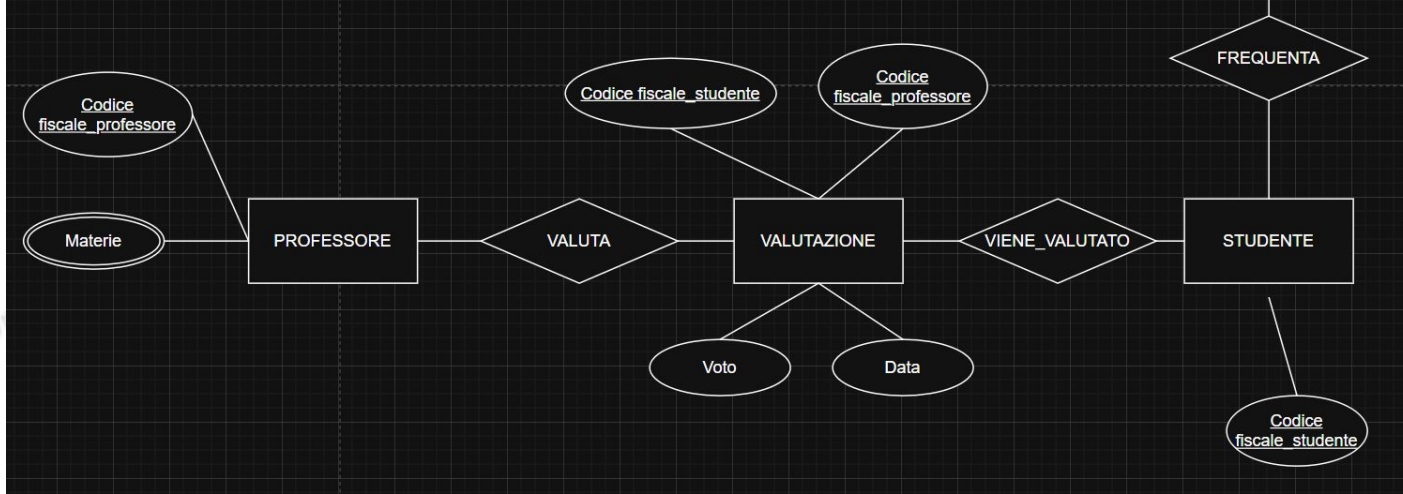 FREQUENTA
Codice
fiscale_professore
Codice fiscale_studente
Codice
fiscale_professore
Materie
PROFESSORE
VALUTA
VALUTAZIONE
VIENE_VALUTATO
STUDENTE
Voto
Data
Codice
fiscale_studente